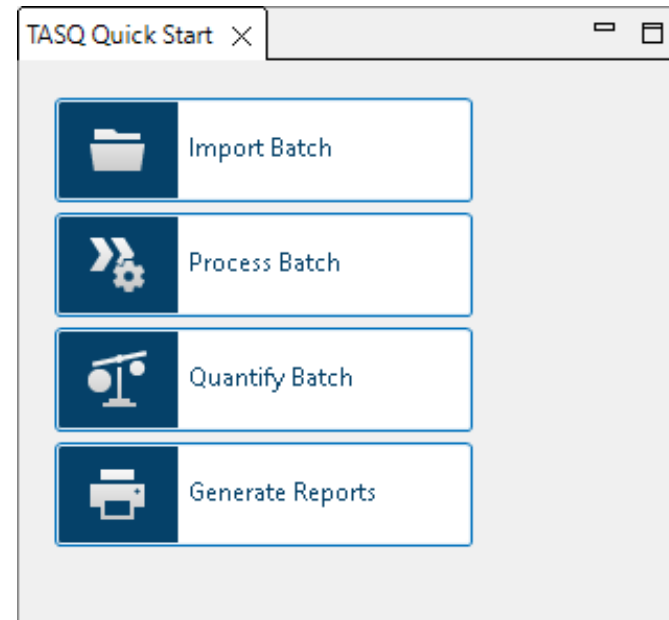 TASQ Quick Start
Import Batch
Process Batch
Quantify Batch
Generate Reports